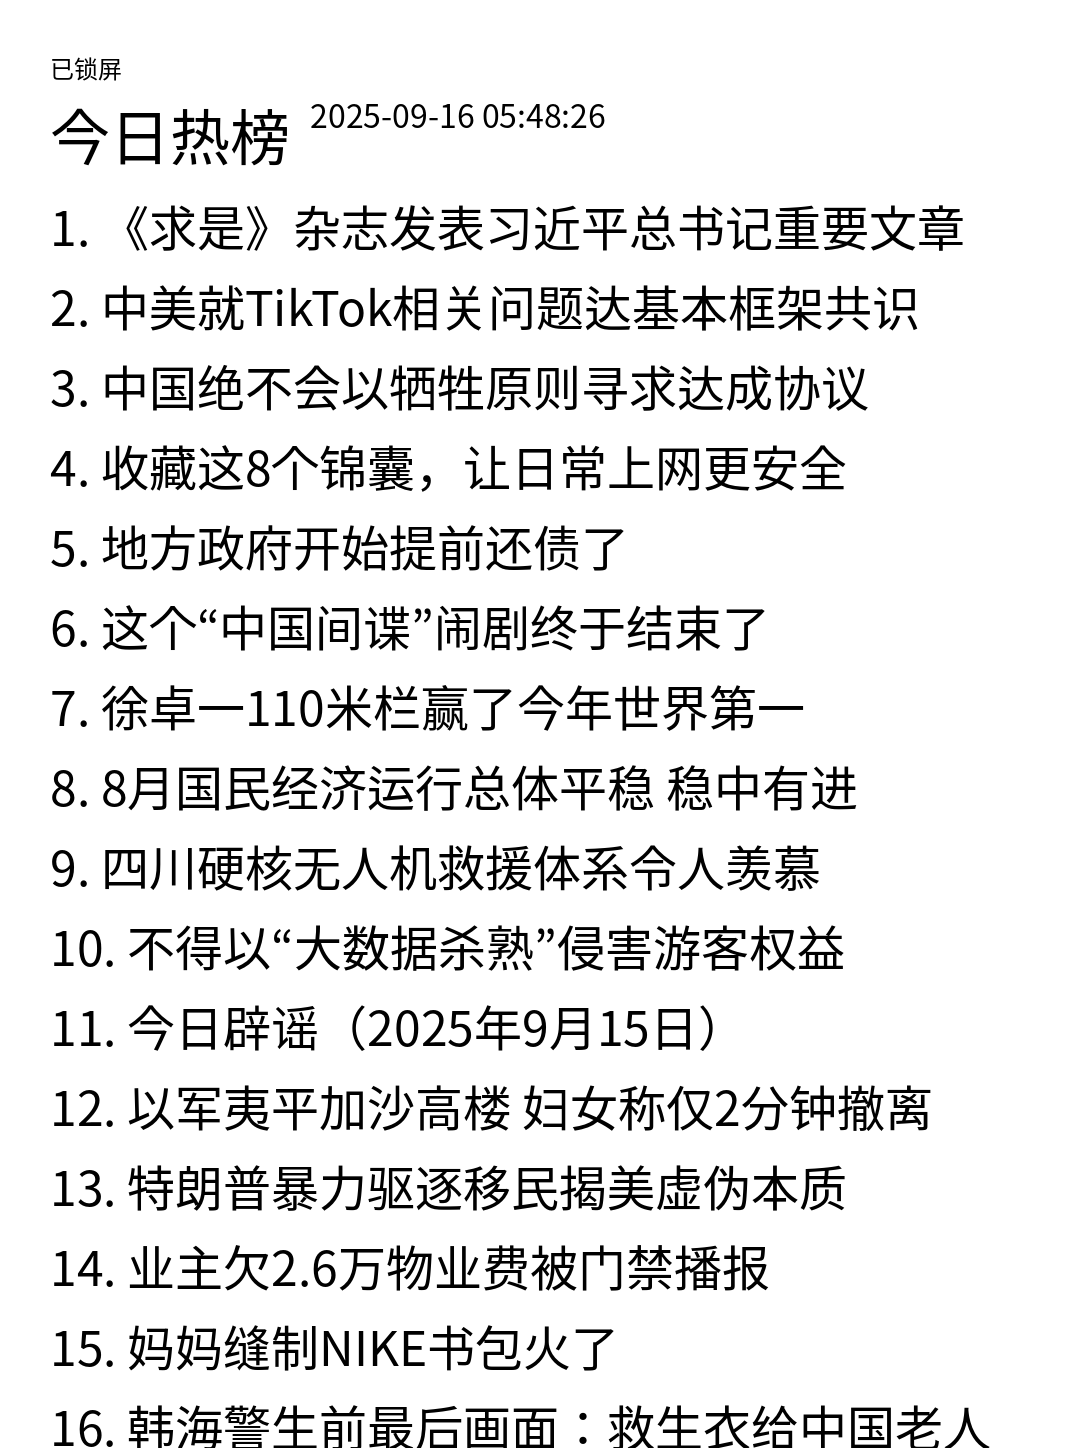 已锁屏
今日热榜 2025-09-16 05:48:26
1. 《求是》杂志发表习近平总书记重要文章
2. 中美就TikTok相关问题达基本框架共识
3. 中国绝不会以牺牲原则寻求达成协议
4. 收藏这8个锦囊，让日常上网更安全
5. 地方政府开始提前还债了
6. 这个“中国间谍”闹剧终于结束了
7. 徐卓一110米栏赢了今年世界第一
8. 8月国民经济运行总体平稳 稳中有进
9. 四川硬核无人机救援体系令人羡慕
10. 不得以“大数据杀熟”侵害游客权益
11. 今日辟谣（2025年9月15日）
12. 以军夷平加沙高楼 妇女称仅2分钟撤离
13. 特朗普暴力驱逐移民揭美虚伪本质
14. 业主欠2.6万物业费被门禁播报
15. 妈妈缝制NIKE书包火了
16. 韩海警生前最后画面：救生衣给中国老人